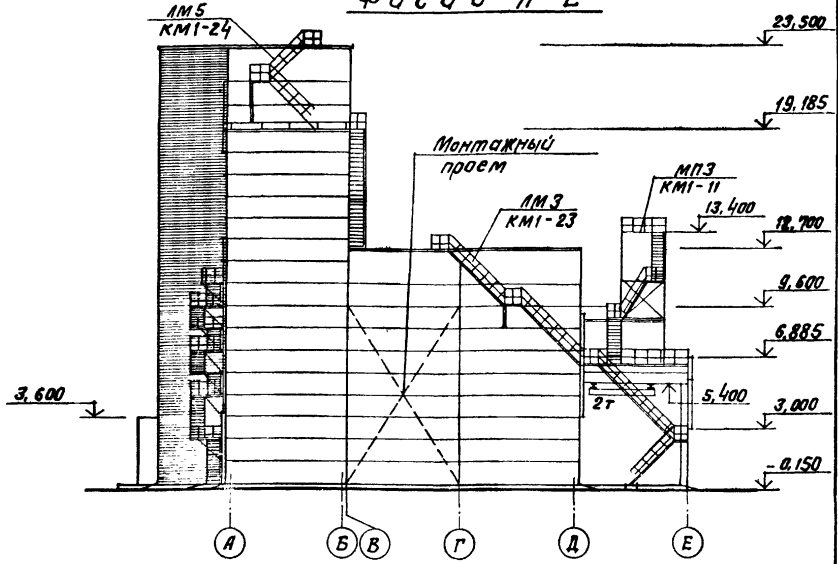 Фасад А-Е
ЛМ5
КМ1-24
23,500
19,185
Монтажный
проем
ЛМ3
КМ1-23
МП3
КМ1-11
13,400
12,700
9,600
6,885
3,600
2т
5,400
3,000
-0,150
А
Б
В
Г
Д
Е